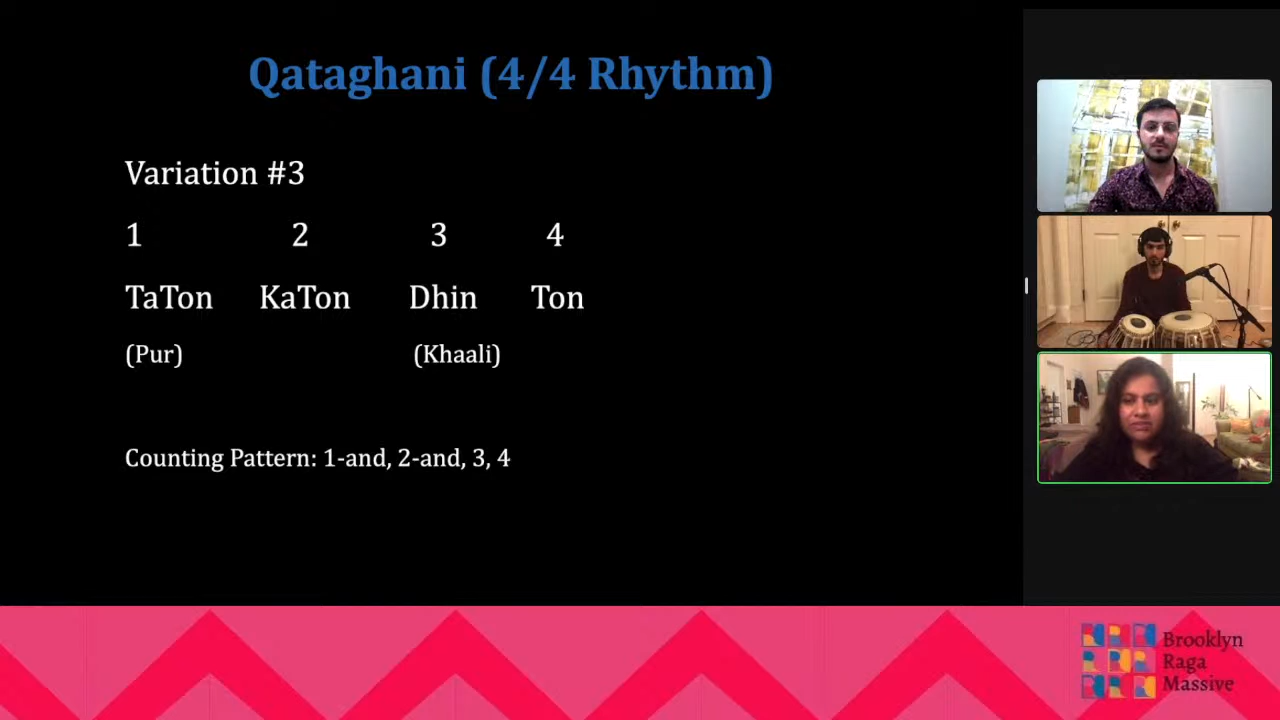 Qataghani (4/4 Rhythm)
Variation #3
1 2 3 4
TaTon KaTon Dhin Ton
(Pur) (Khaali)
Counting Pattern: 1-and, 2-and, 3, 4
Brooklyn
Raga
Massive